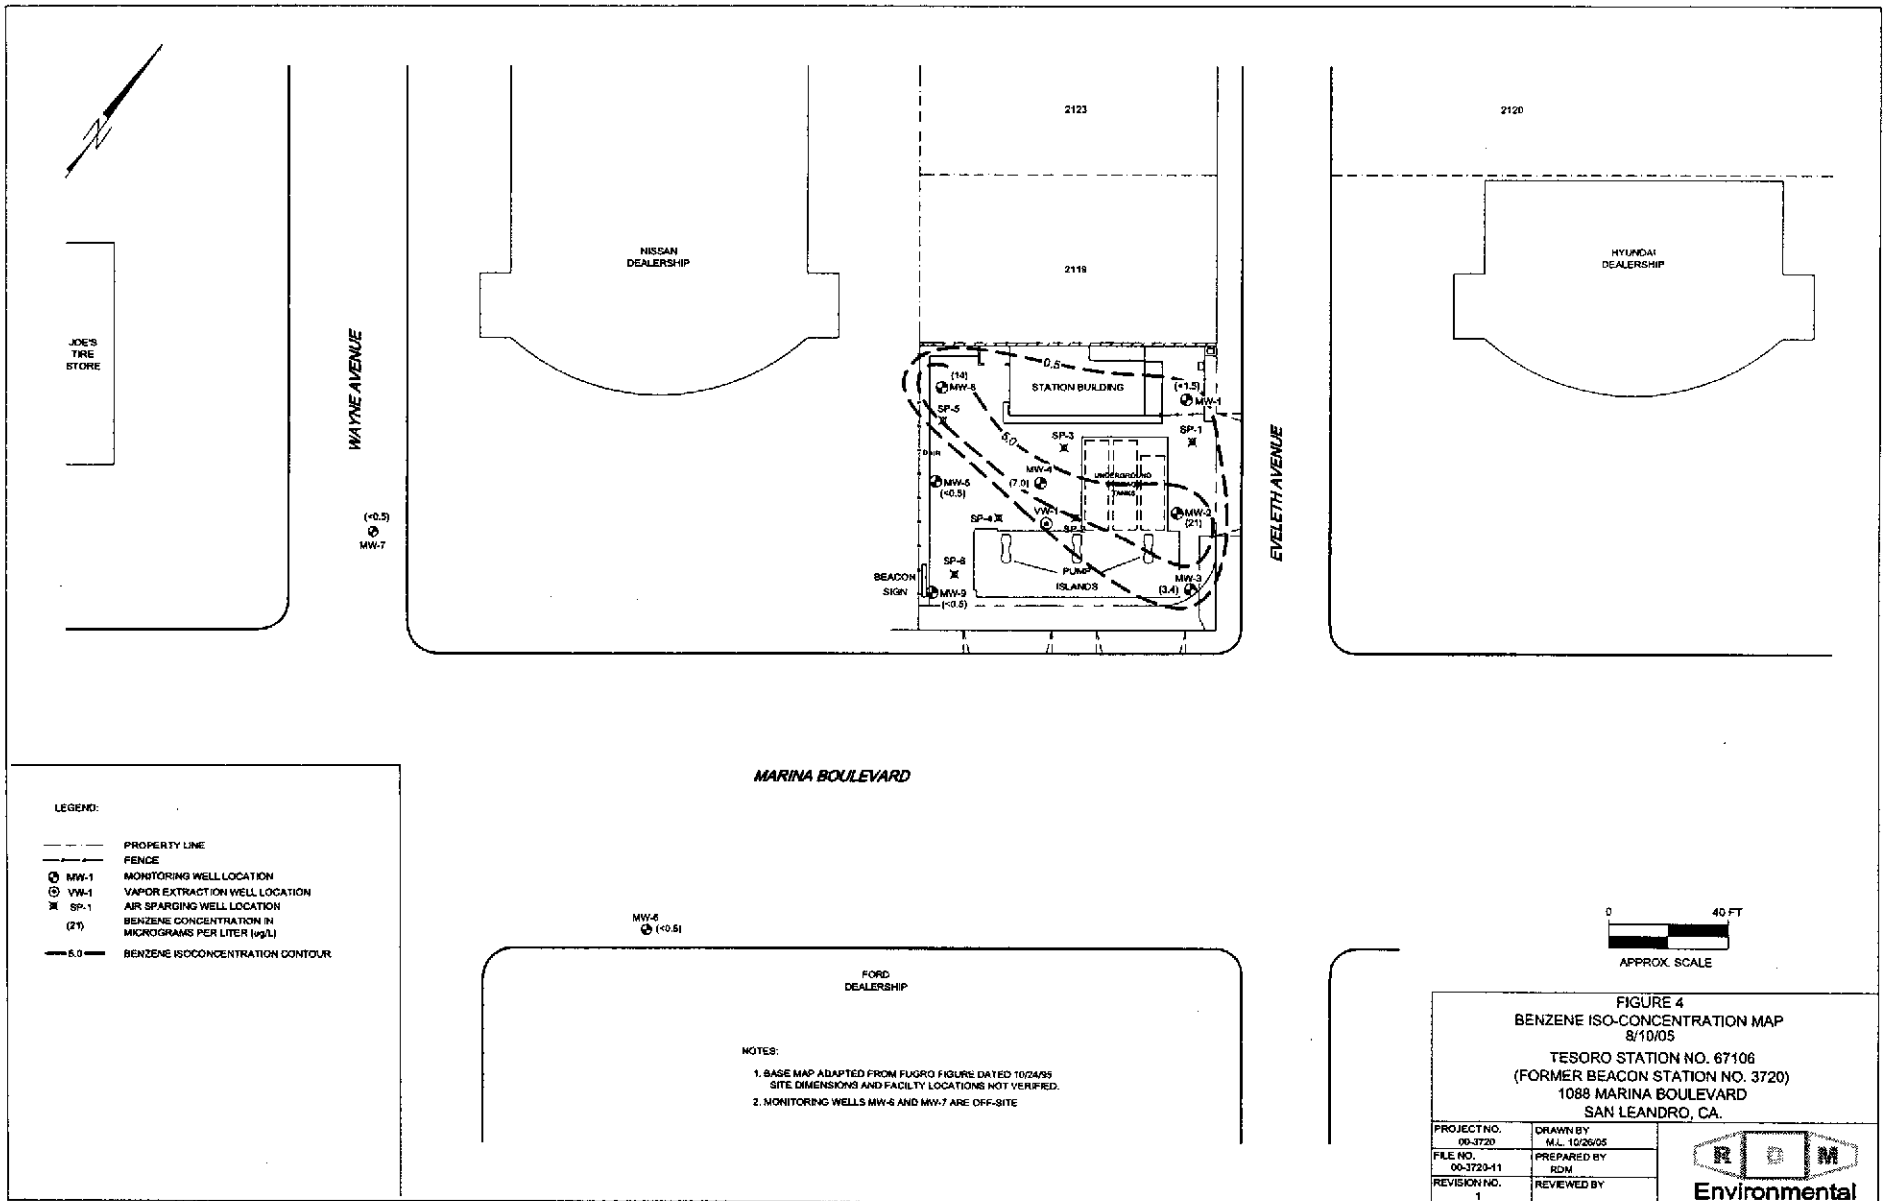 2123
2120
NISSAN
DEALERSHIP
2119
HYUNDAI
DEALERSHIP
JOE'S
TIRE
STORE
WAYNE AVENUE
0.5
(14)
MW-8
STATION BUILDING
(<1.5)
MW-1
SP-5
5.0
SP-3
SP-1
EVELETH AVENUE
MW-4
(7.0)
UNDERGROUND
TANKS
MW-5
(<0.5)
VW-1
MW-2
(21)
SP-4
SP-2
(<0.5)
MW-7
SP-6
PUMP
ISLANDS
BEACON
SIGN
MW-9
(<0.5)
MW-3
(3.4)
MARINA BOULEVARD
LEGEND:
PROPERTY LINE
FENCE
MW-1 MONITORING WELL LOCATION
VW-1 VAPOR EXTRACTION WELL LOCATION
SP-1 AIR SPARGING WELL LOCATION
(21) BENZENE CONCENTRATION IN
MICROGRAMS PER LITER (ug/L)
5.0 BENZENE ISOCONCENTRATION CONTOUR
MW-6
(<0.5)
FORD
DEALERSHIP
0 40 FT
APPROX. SCALE
NOTES:
1. BASE MAP ADAPTED FROM FUGRO FIGURE DATED 10/24/95
SITE DIMENSIONS AND FACILTY LOCATIONS NOT VERIFIED.
2. MONITORING WELLS MW-6 AND MW-7 ARE OFF-SITE
FIGURE 4
BENZENE ISO-CONCENTRATION MAP
8/10/05
TESORO STATION NO. 67106
(FORMER BEACON STATION NO. 3720)
1088 MARINA BOULEVARD
SAN LEANDRO, CA.
PROJECT NO.
00-3720
DRAWN BY
M.L. 10/26/05
FILE NO.
00-3720-11
PREPARED BY
RDM
REVISION NO.
1
REVIEWED BY
R D M
Environmental